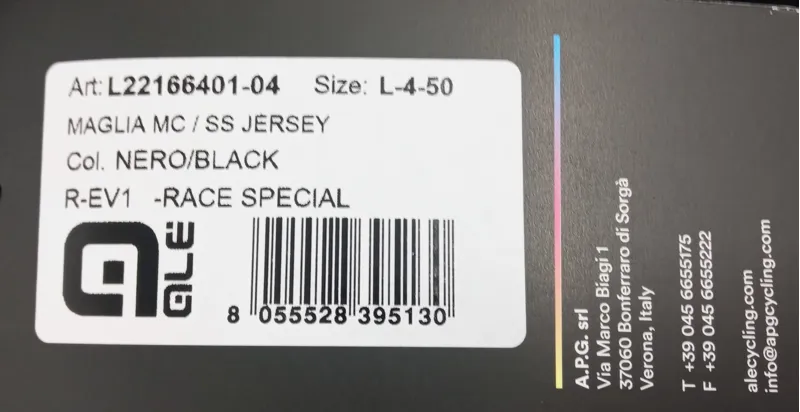 Art: L22166401-04 Size: L-4-50
MAGLIA MC / SS JERSEY
Col. NERO/BLACK
R-EV1 -RACE SPECIAL
ALÉ
8 055528 395130
A.P.G. srl
Via Marco Biagi 1
37060 Bonferraro di Sorgà
Verona, Italy
T +39 045 6655175
F +39 045 6655222
alecycling.com
info@apgcycling.com